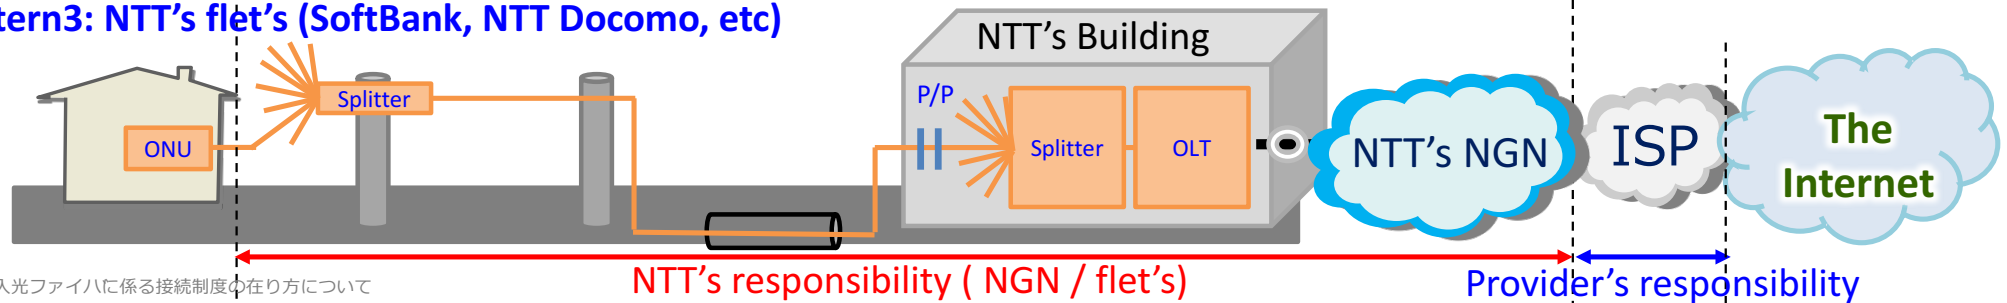 tern3: NTT's flet's (SoftBank, NTT Docomo, etc)
NTT's Building
P/P
Splitter
ONU
Splitter
OLT
NTT's NGN
ISP
The
Internet
NTT's responsibility ( NGN / flet's)
Provider's responsibility
入光ファイバに係る接続制度の在り方について